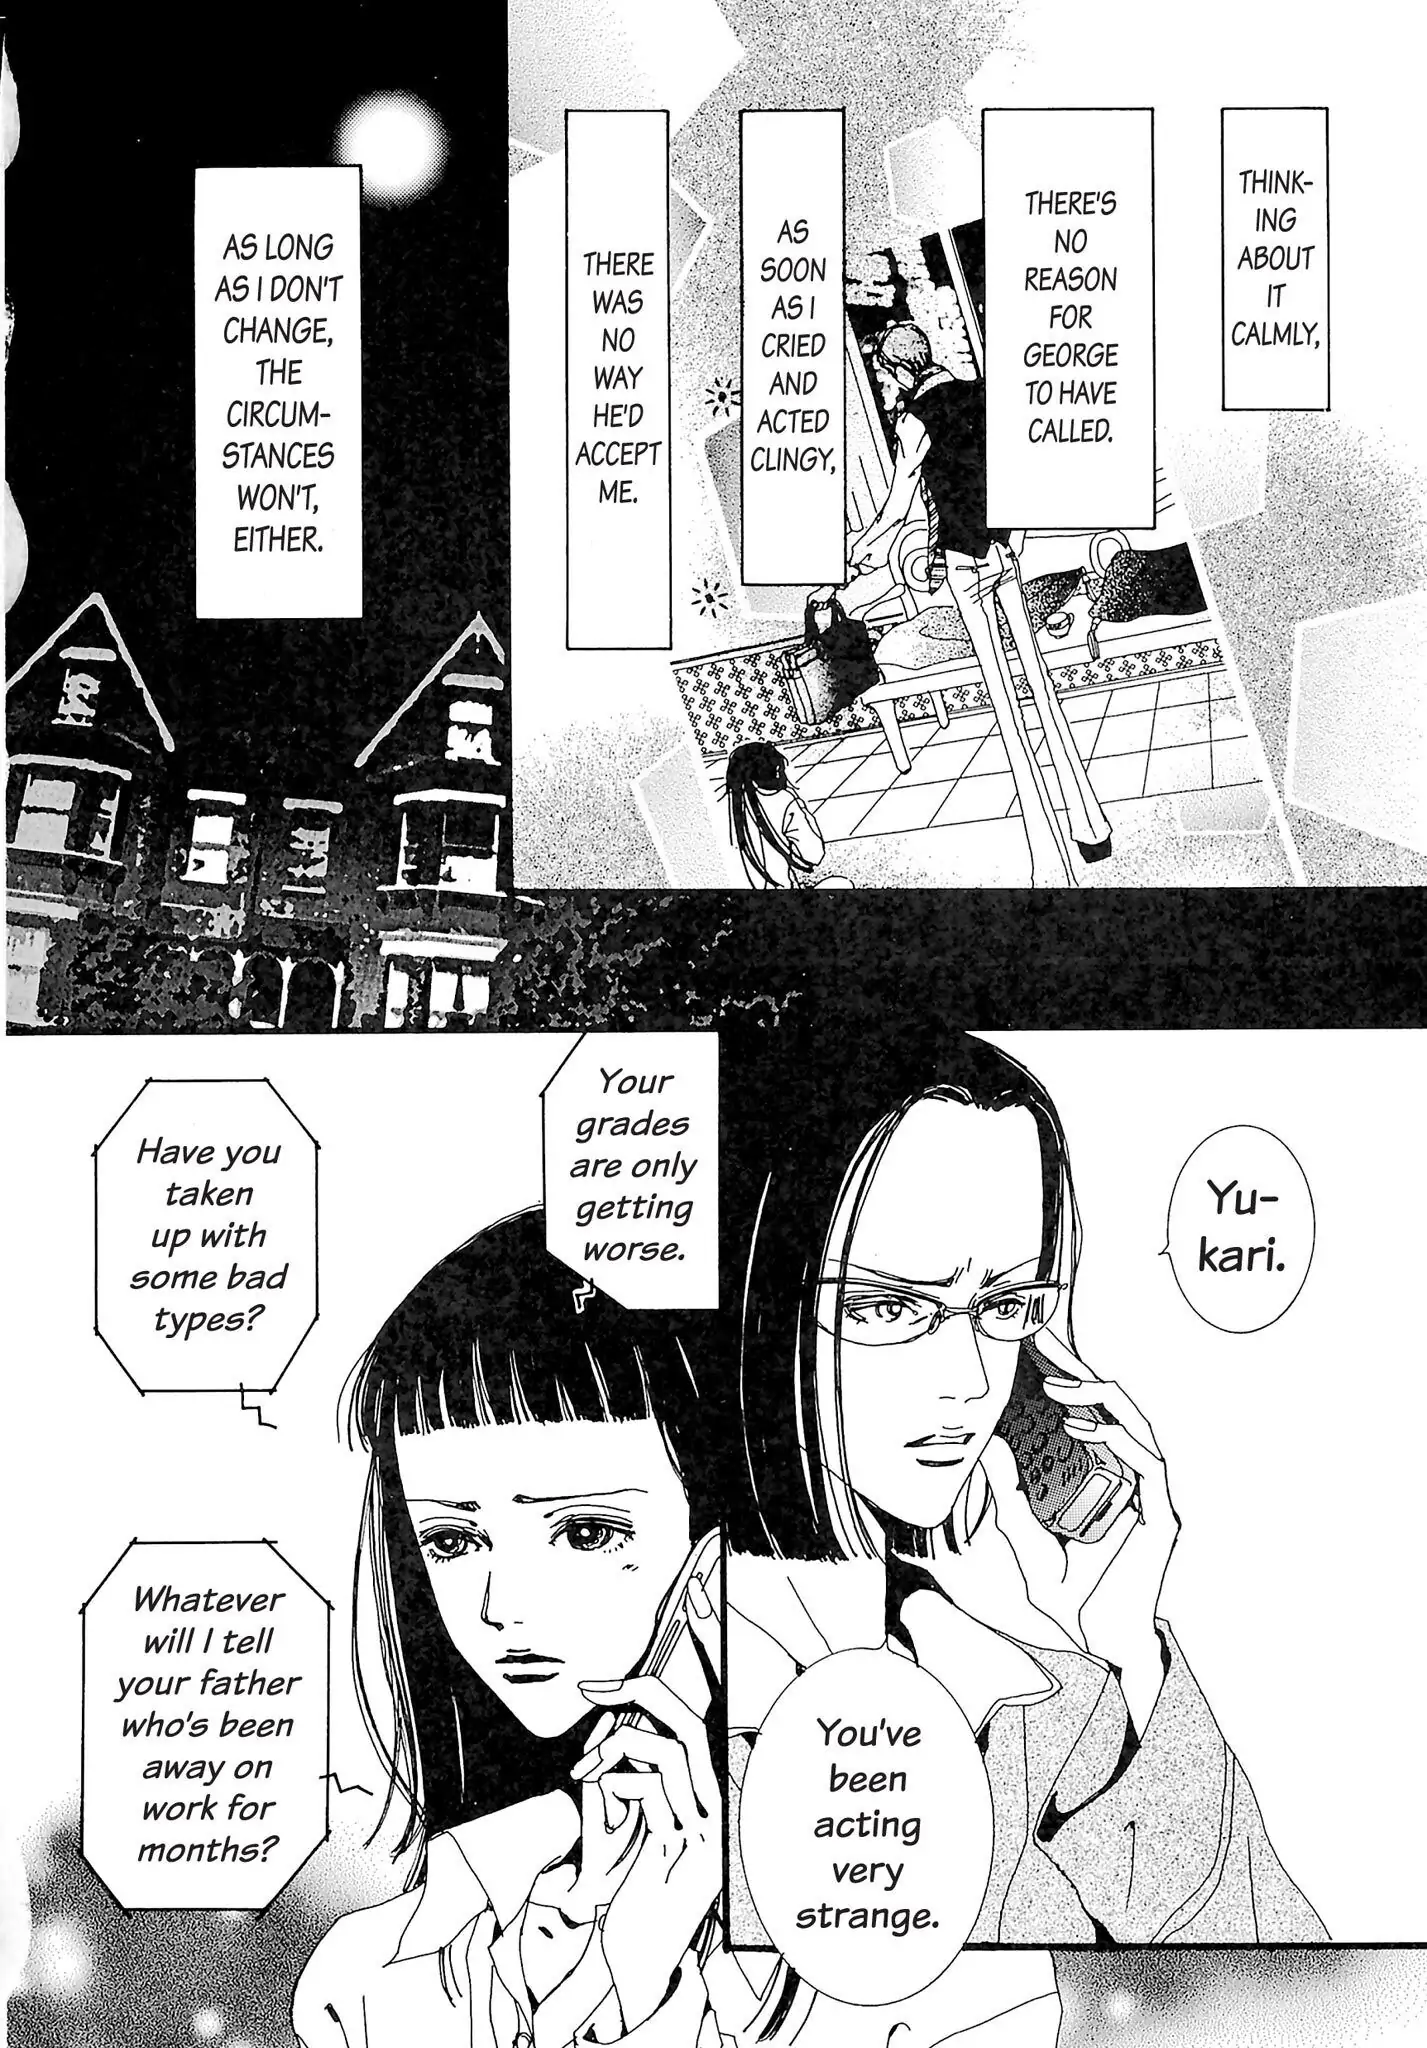 THINK-
ING
ABOUT
IT
CALMLY,
THERE'S
NO
REASON
FOR
GEORGE
TO HAVE
CALLED.
AS
SOON
AS I
CRIED
AND
ACTED
CLINGY,
THERE
WAS
NO
WAY
HE'D
ACCEPT
ME.
AS LONG
AS I DON'T
CHANGE,
THE
CIRCUM-
STANCES
WON'T,
EITHER.
Yu-
kari.
You've
been
acting
very
strange.
Your
grades
are only
getting
worse.
Have you
taken
up with
some bad
types?
Whatever
will I tell
your father
who's been
away on
work for
months?